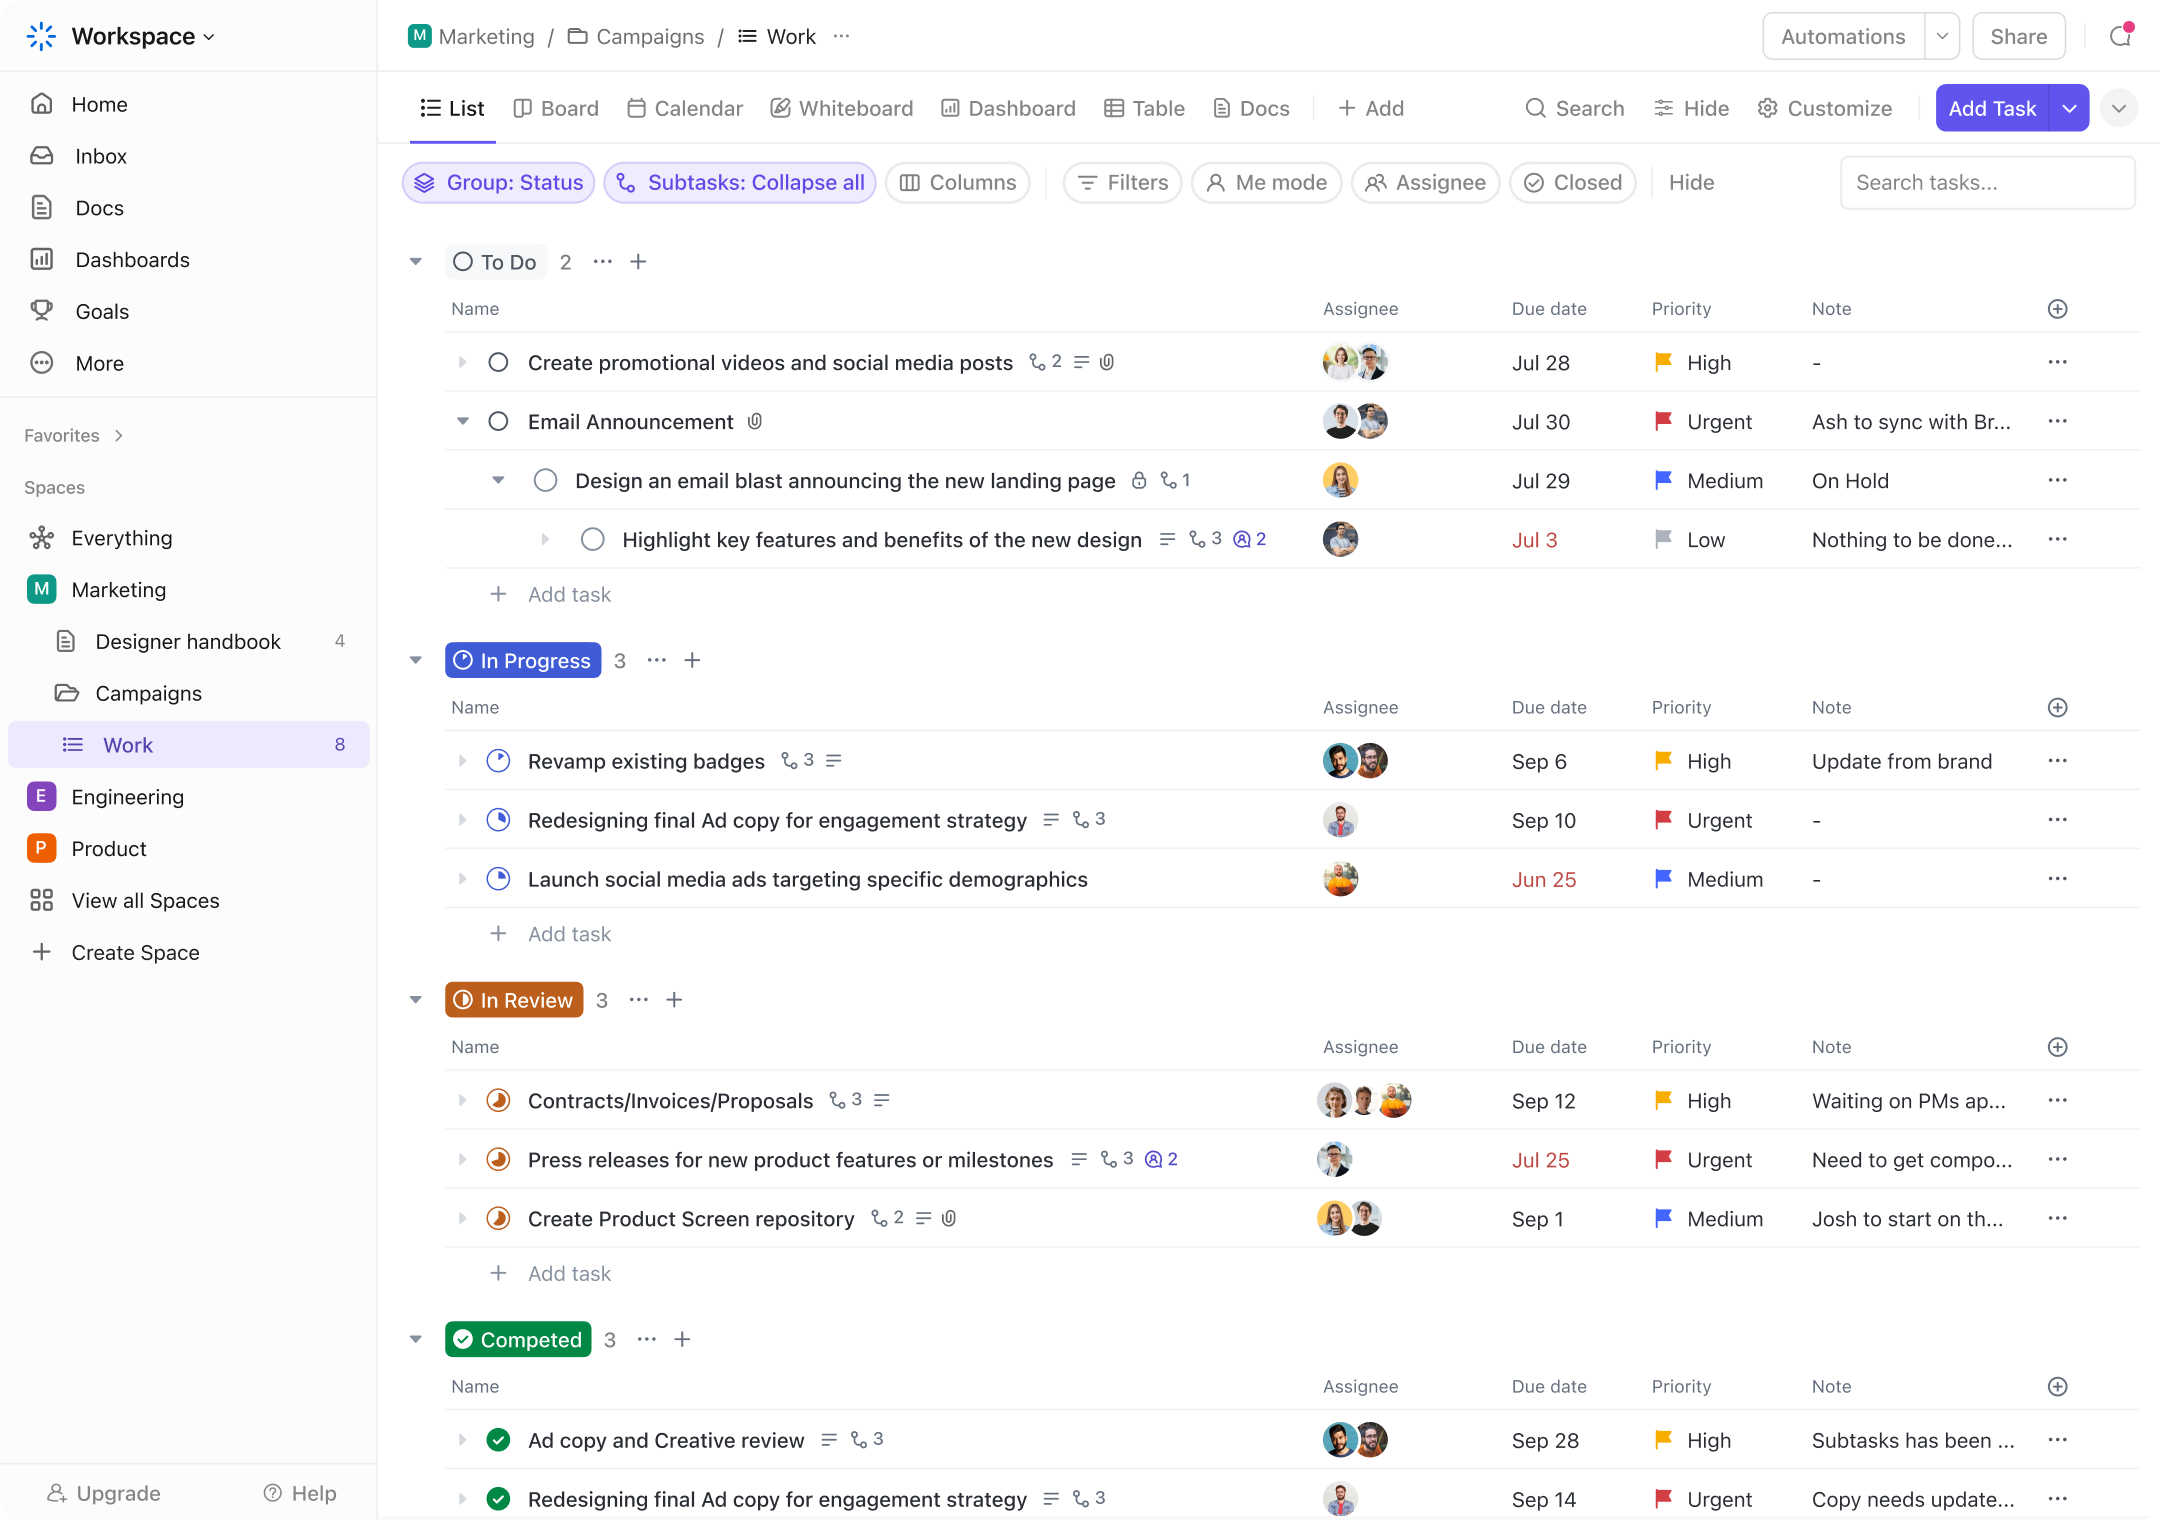 Workspace
Home
Inbox
Docs
Dashboards
Goals
More
Favorites
Spaces
Everything
M Marketing
Designer handbook 4
Campaigns
Work 8
E Engineering
P Product
View all Spaces
Create Space
Upgrade Help
M Marketing / Campaigns / Work ···
Automations Share
List Board Calendar Whiteboard Dashboard Table Docs + Add Search Hide Customize Add Task
Group: Status Subtasks: Collapse all Columns Filters Me mode Assignee Closed Hide Search tasks...
To Do 2 ··· +
Name Assignee Due date Priority Note
Create promotional videos and social media posts 2 Jul 28 High - ···
Email Announcement Jul 30 Urgent Ash to sync with Br... ···
Design an email blast announcing the new landing page 1 Jul 29 Medium On Hold ···
Highlight key features and benefits of the new design 3 2 Jul 3 Low Nothing to be done... ···
+ Add task
In Progress 3 ··· +
Name Assignee Due date Priority Note
Revamp existing badges 3 Sep 6 High Update from brand ···
Redesigning final Ad copy for engagement strategy 3 Sep 10 Urgent - ···
Launch social media ads targeting specific demographics Jun 25 Medium - ···
+ Add task
In Review 3 ··· +
Name Assignee Due date Priority Note
Contracts/Invoices/Proposals 3 Sep 12 High Waiting on PMs ap... ···
Press releases for new product features or milestones 3 2 Jul 25 Urgent Need to get compo... ···
Create Product Screen repository 2 Sep 1 Medium Josh to start on th... ···
+ Add task
Competed 3 ··· +
Name Assignee Due date Priority Note
Ad copy and Creative review 3 Sep 28 High Subtasks has been ... ···
Redesigning final Ad copy for engagement strategy 3 Sep 14 Urgent Copy needs update... ···